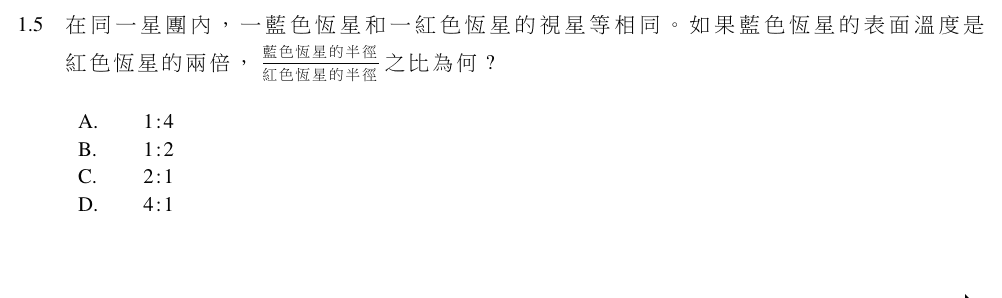 1.5 在同一星團內，一藍色恆星和一紅色恆星的視星等相同。如果藍色恆星的表面溫度是
紅色恆星的兩倍，藍色恆星的半徑/紅色恆星的半徑 之比為何？
A. 1:4
B. 1:2
C. 2:1
D. 4:1